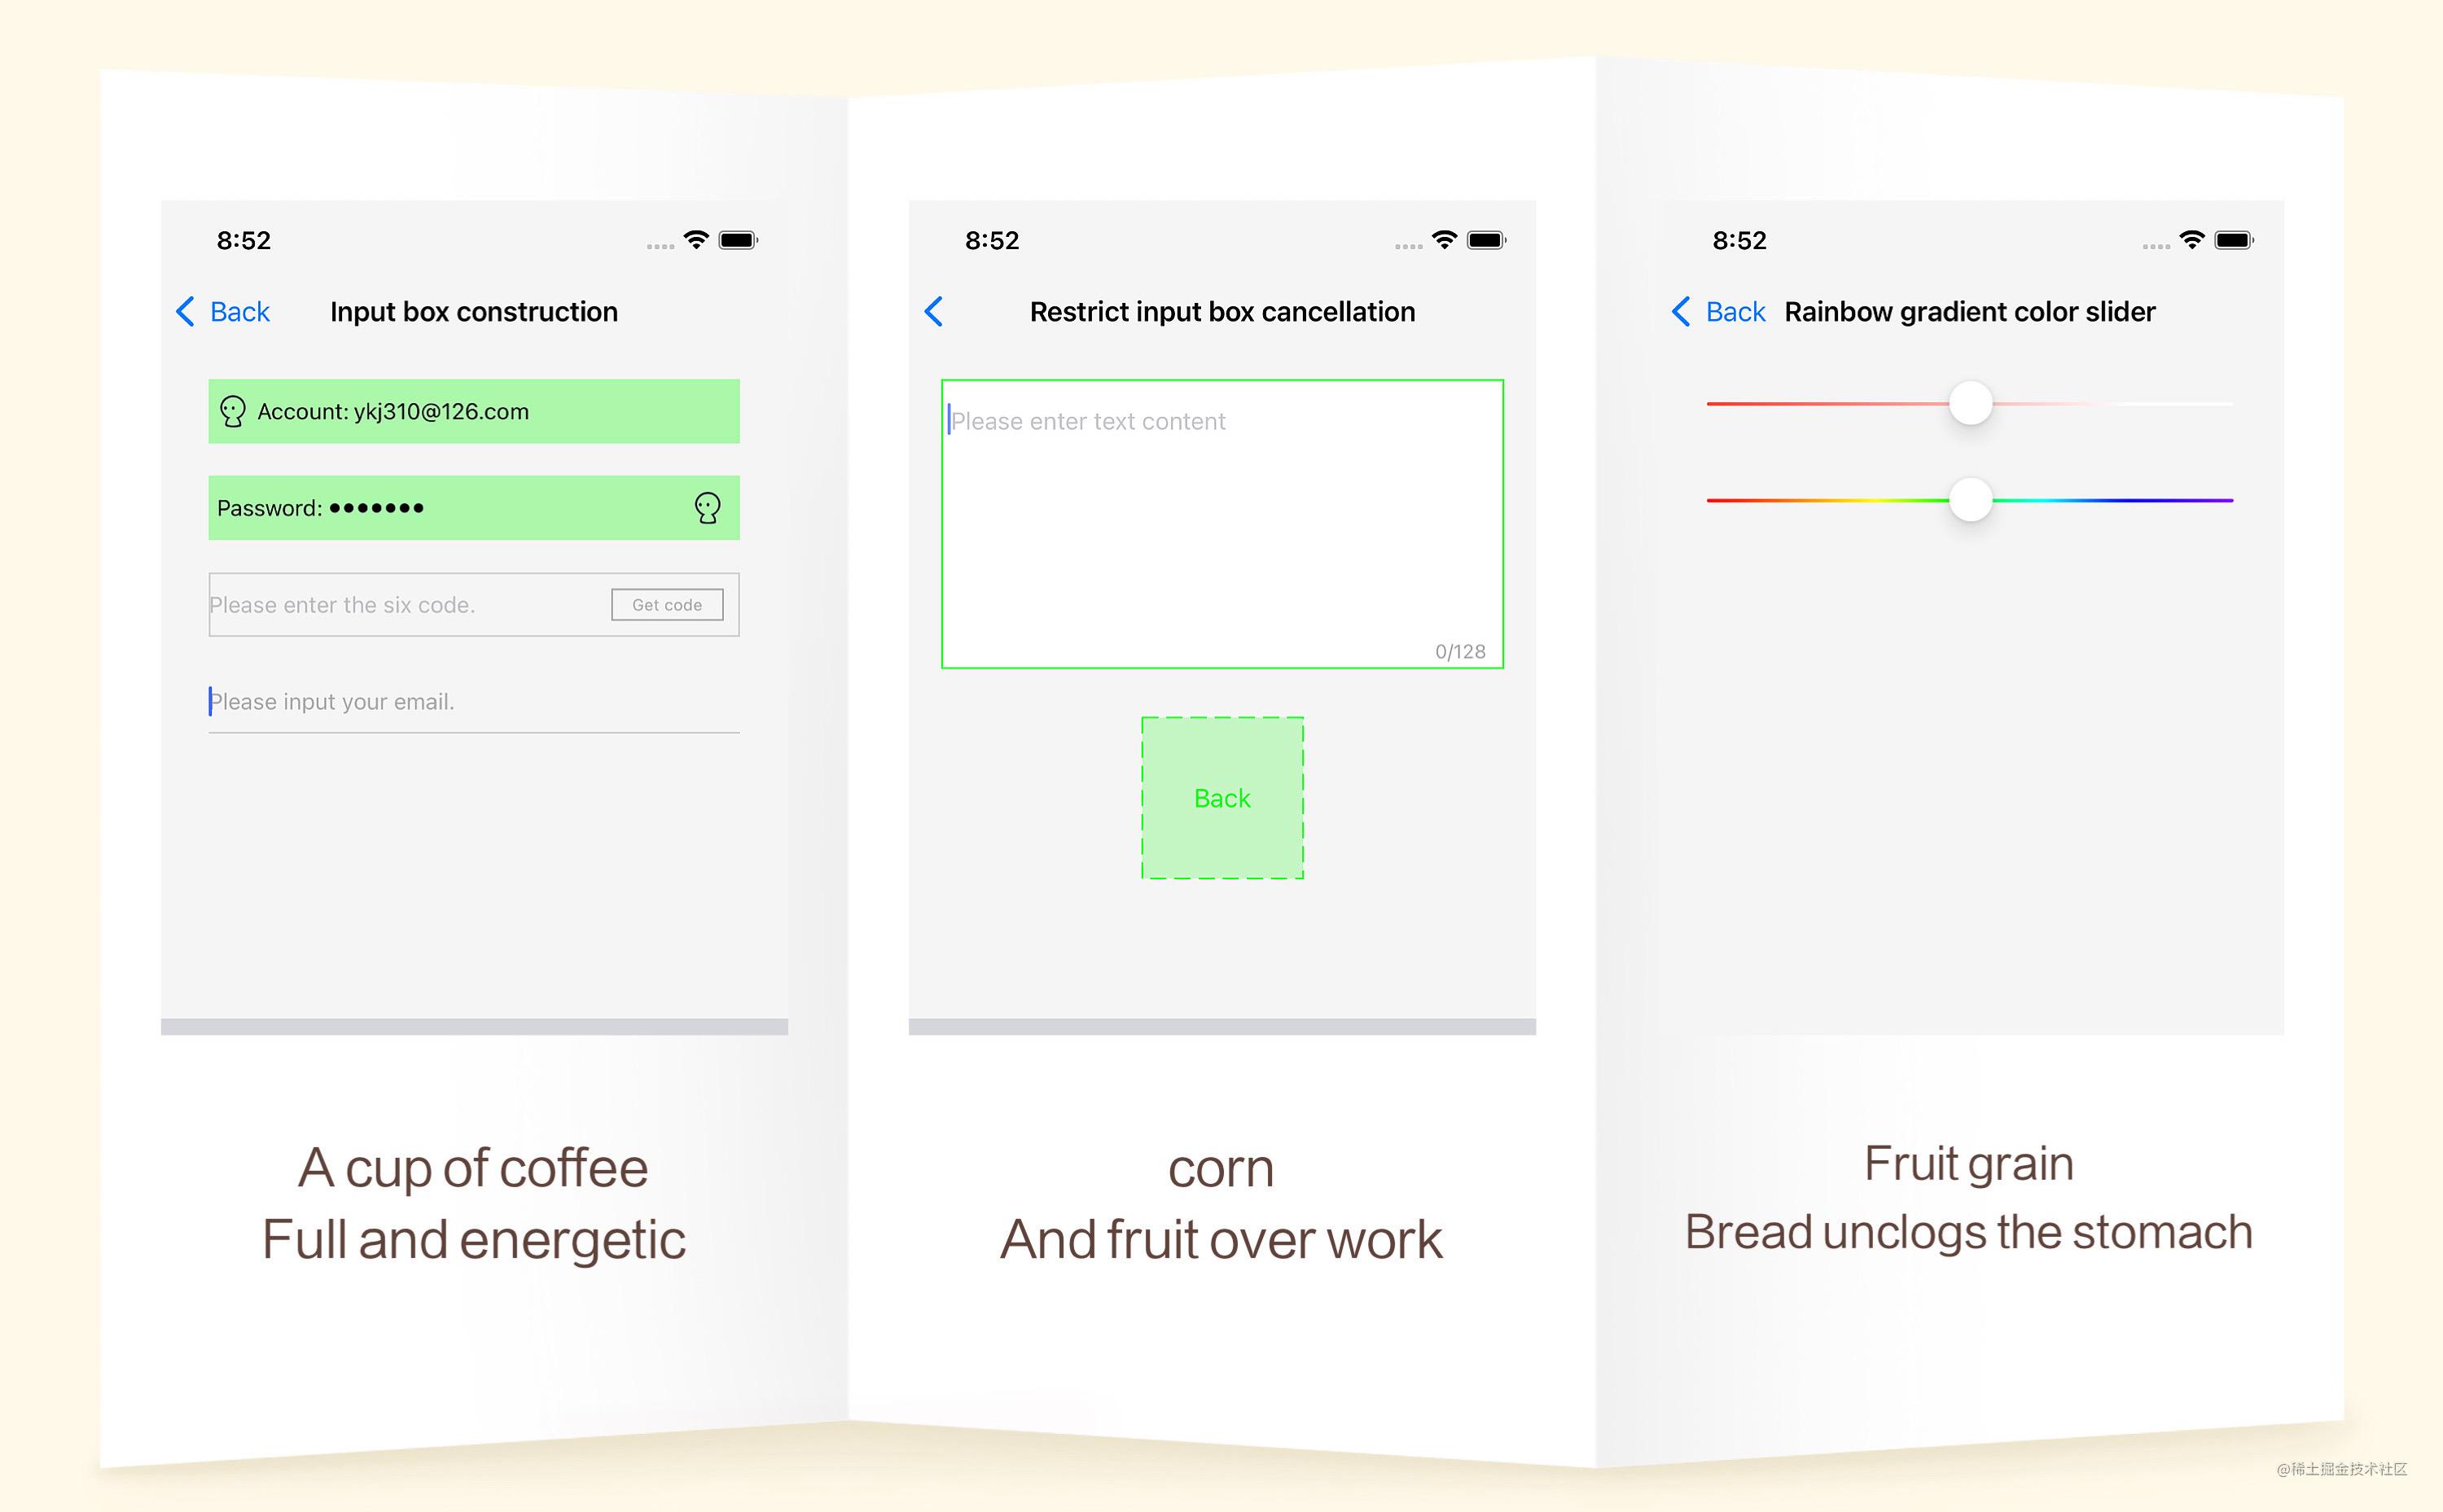 8:52
Back
Input box construction
Account: ykj310@126.com
Password: •••••••
Please enter the six code.
Get code
Please input your email.
A cup of coffee
Full and energetic
8:52
Restrict input box cancellation
Please enter text content
0/128
Back
corn
And fruit over work
8:52
Back
Rainbow gradient color slider
Fruit grain
Bread unclogs the stomach
@稀土掘金技术社区